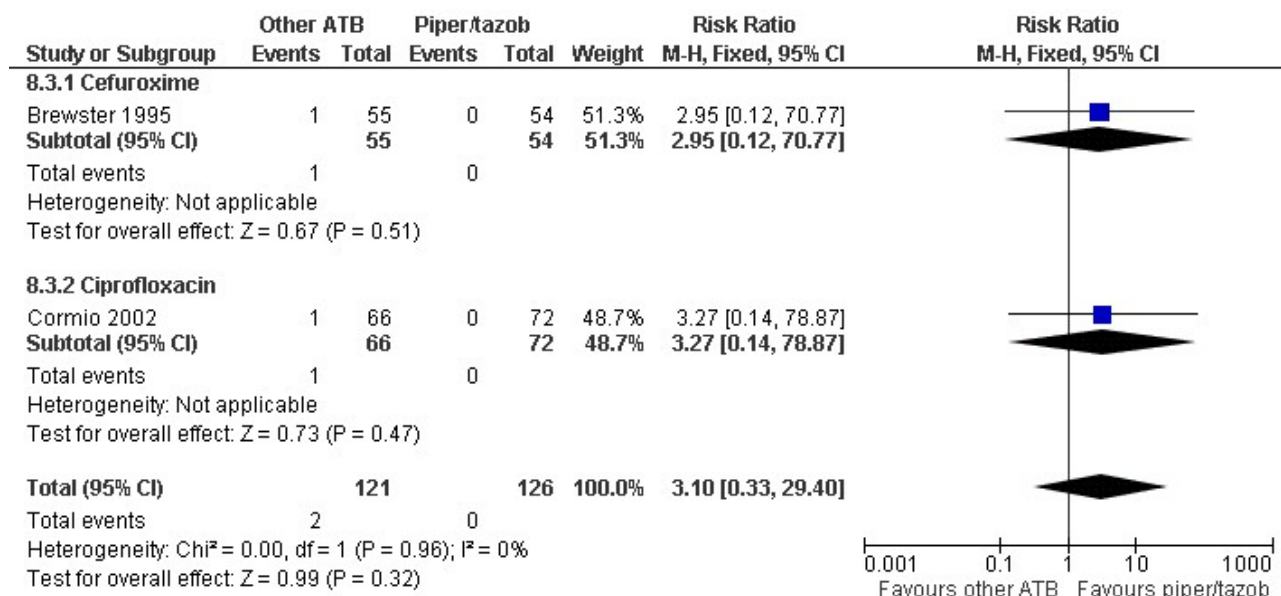 Other ATB Piper/tazob Risk Ratio Risk Ratio
Study or Subgroup Events Total Events Total Weight M-H, Fixed, 95% CI M-H, Fixed, 95% CI
8.3.1 Cefuroxime
Brewster 1995 1 55 0 54 51.3% 2.95 [0.12, 70.77]
Subtotal (95% CI) 55 54 51.3% 2.95 [0.12, 70.77]
Total events 1 0
Heterogeneity: Not applicable
Test for overall effect: Z = 0.67 (P = 0.51)
8.3.2 Ciprofloxacin
Cormio 2002 1 66 0 72 48.7% 3.27 [0.14, 78.87]
Subtotal (95% CI) 66 72 48.7% 3.27 [0.14, 78.87]
Total events 1 0
Heterogeneity: Not applicable
Test for overall effect: Z = 0.73 (P = 0.47)
Total (95% CI) 121 126 100.0% 3.10 [0.33, 29.40]
Total events 2 0
Heterogeneity: Chi² = 0.00, df = 1 (P = 0.96); I² = 0%
Test for overall effect: Z = 0.99 (P = 0.32)
0.001 0.1 1 10 1000
Favours other ATB Favours piper/tazob